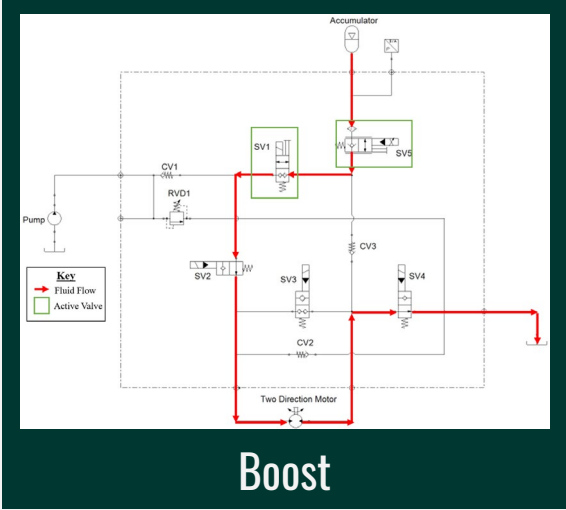 Accumulator
SV1
SV5
CV1
RVD1
Pump
CV3
SV2
SV3
SV4
Key
Fluid Flow
Active Valve
CV2
Two Direction Motor
Boost